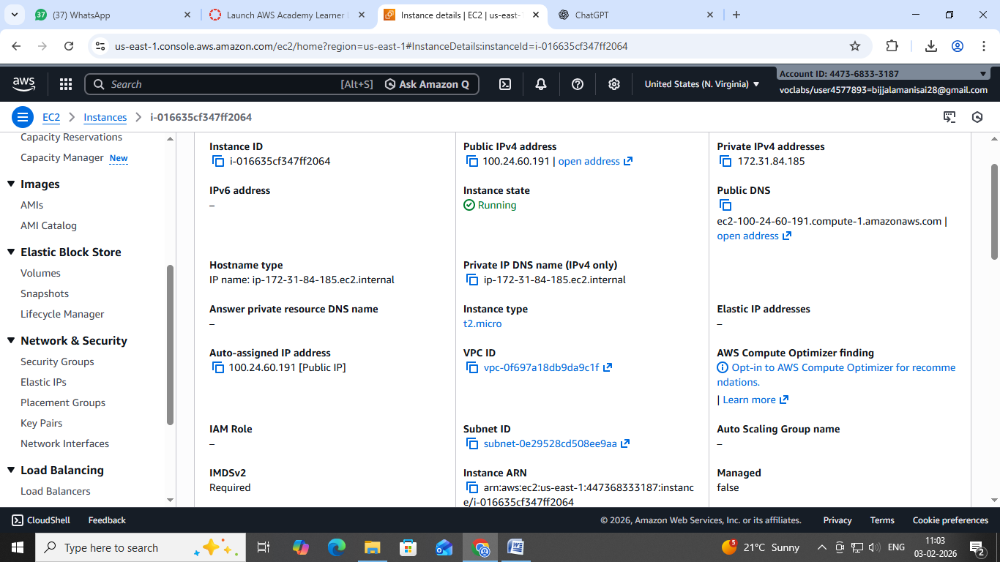 (37) WhatsApp
Launch AWS Academy Learner L
Instance details | EC2 | us-east-1
ChatGPT
us-east-1.console.aws.amazon.com/ec2/home?region=us-east-1#InstanceDetails:instanceId=i-016635cf347ff2064
aws
Search
[Alt+S]
Ask Amazon Q
United States (N. Virginia)
Account ID: 4473-6833-3187
voclabs/user4577893=bijjalamanisai28@gmail.com
EC2
Instances
i-016635cf347ff2064
Capacity Reservations
Capacity Manager New
Images
AMIs
AMI Catalog
Elastic Block Store
Volumes
Snapshots
Lifecycle Manager
Network & Security
Security Groups
Elastic IPs
Placement Groups
Key Pairs
Network Interfaces
Load Balancing
Load Balancers
Instance ID
i-016635cf347ff2064
Public IPv4 address
100.24.60.191 | open address
Private IPv4 addresses
172.31.84.185
IPv6 address
–
Instance state
Running
Public DNS
ec2-100-24-60-191.compute-1.amazonaws.com |
open address
Hostname type
IP name: ip-172-31-84-185.ec2.internal
Private IP DNS name (IPv4 only)
ip-172-31-84-185.ec2.internal
Answer private resource DNS name
–
Instance type
t2.micro
Elastic IP addresses
–
Auto-assigned IP address
100.24.60.191 [Public IP]
VPC ID
vpc-0f697a18db9da9c1f
AWS Compute Optimizer finding
Opt-in to AWS Compute Optimizer for recomme
ndations.
| Learn more
IAM Role
–
Subnet ID
subnet-0e29528cd508ee9aa
Auto Scaling Group name
–
IMDSv2
Required
Instance ARN
arn:aws:ec2:us-east-1:447368333187:instanc
e/i-016635cf347ff2064
Managed
false
CloudShell
Feedback
© 2026, Amazon Web Services, Inc. or its affiliates.
Privacy
Terms
Cookie preferences
Type here to search
5
21°C Sunny
ENG
11:03
03-02-2026
2